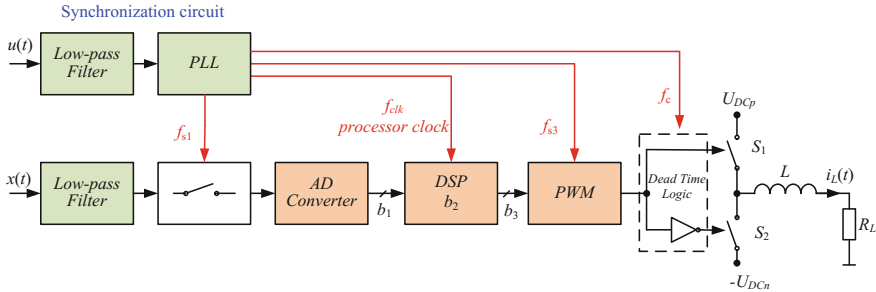 Synchronization circuit
u(t)
Low-pass
Filter
PLL
f_s1
f_clk
processor clock
f_s3
f_c
U_DCp
S_1
x(t)
Low-pass
Filter
AD
Converter
b_1
DSP
b_2
b_3
PWM
Dead Time
Logic
L
i_L(t)
R_L
S_2
-U_DCn